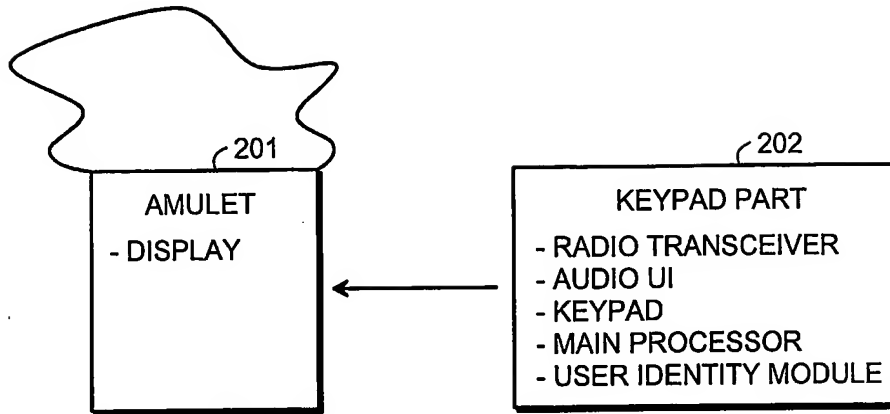 201
AMULET
- DISPLAY
202
KEYPAD PART
- RADIO TRANSCEIVER
- AUDIO UI
- KEYPAD
- MAIN PROCESSOR
- USER IDENTITY MODULE